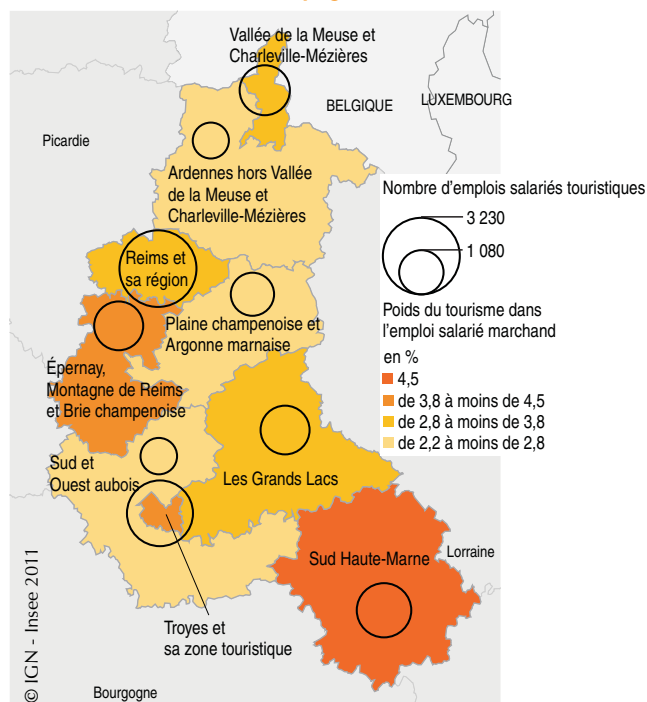 Vallée de la Meuse et
Charleville-Mézières
BELGIQUE
LUXEMBOURG
Picardie
Ardennes hors Vallée
de la Meuse et
Charleville-Mézières
Nombre d'emplois salariés touristiques
3 230
1 080
Reims et
sa région
Poids du tourisme dans
l'emploi salarié marchand
en %
4,5
de 3,8 à moins de 4,5
de 2,8 à moins de 3,8
de 2,2 à moins de 2,8
Plaine champenoise et
Argonne marnaise
Épernay,
Montagne de Reims
et Brie champenoise
Sud et
Ouest aubois
Les Grands Lacs
Sud Haute-Marne
Lorraine
Troyes et
sa zone touristique
Bourgogne
© IGN - Insee 2011